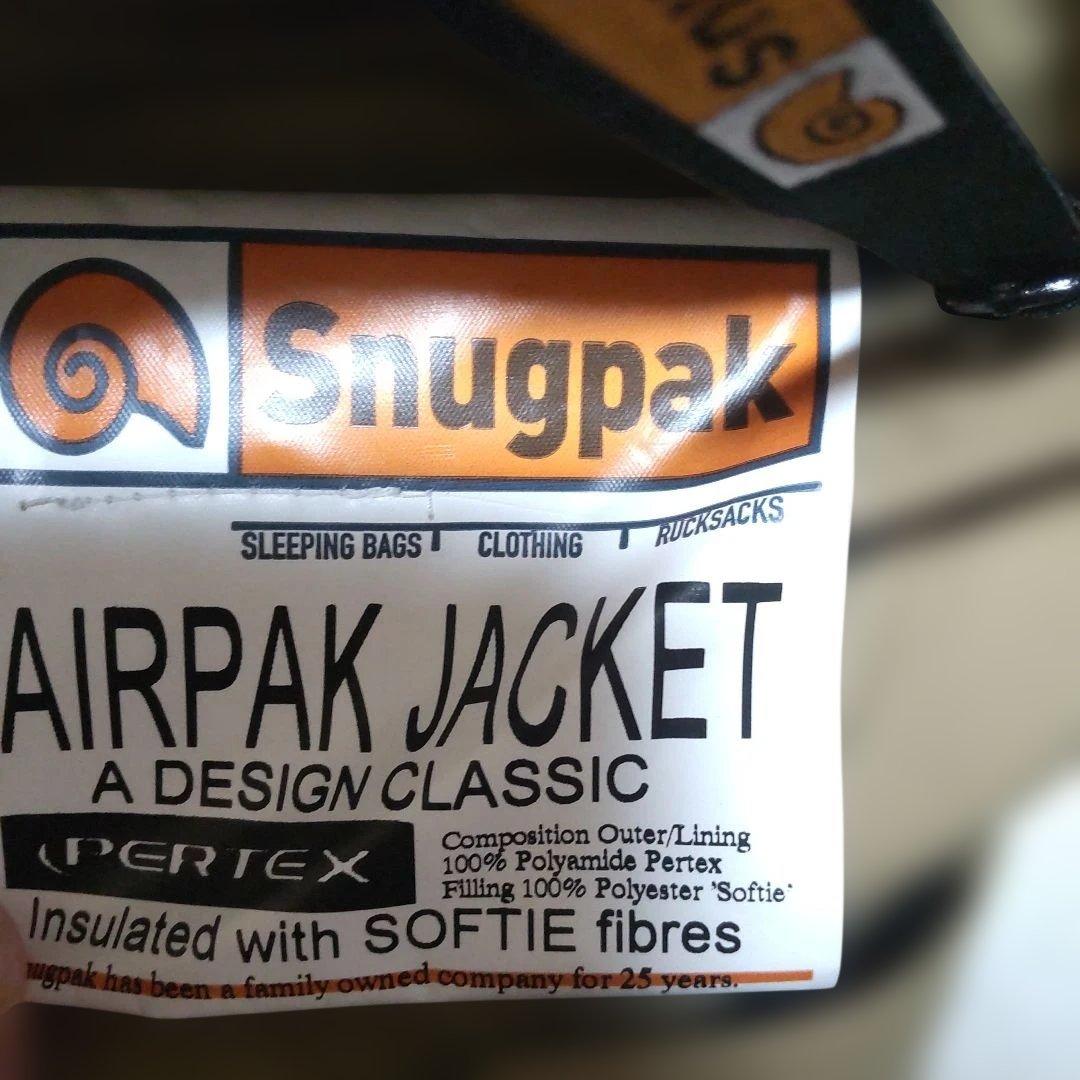 Snugpak
SLEEPING BAGS CLOTHING RUCKSACKS
AIRPAK JACKET
A DESIGN CLASSIC
PERTEX
Composition Outer/Lining
100% Polyamide Pertex
Filling 100% Polyester 'Softie'
Insulated with SOFTIE fibres
has been a family owned company for 25 years.